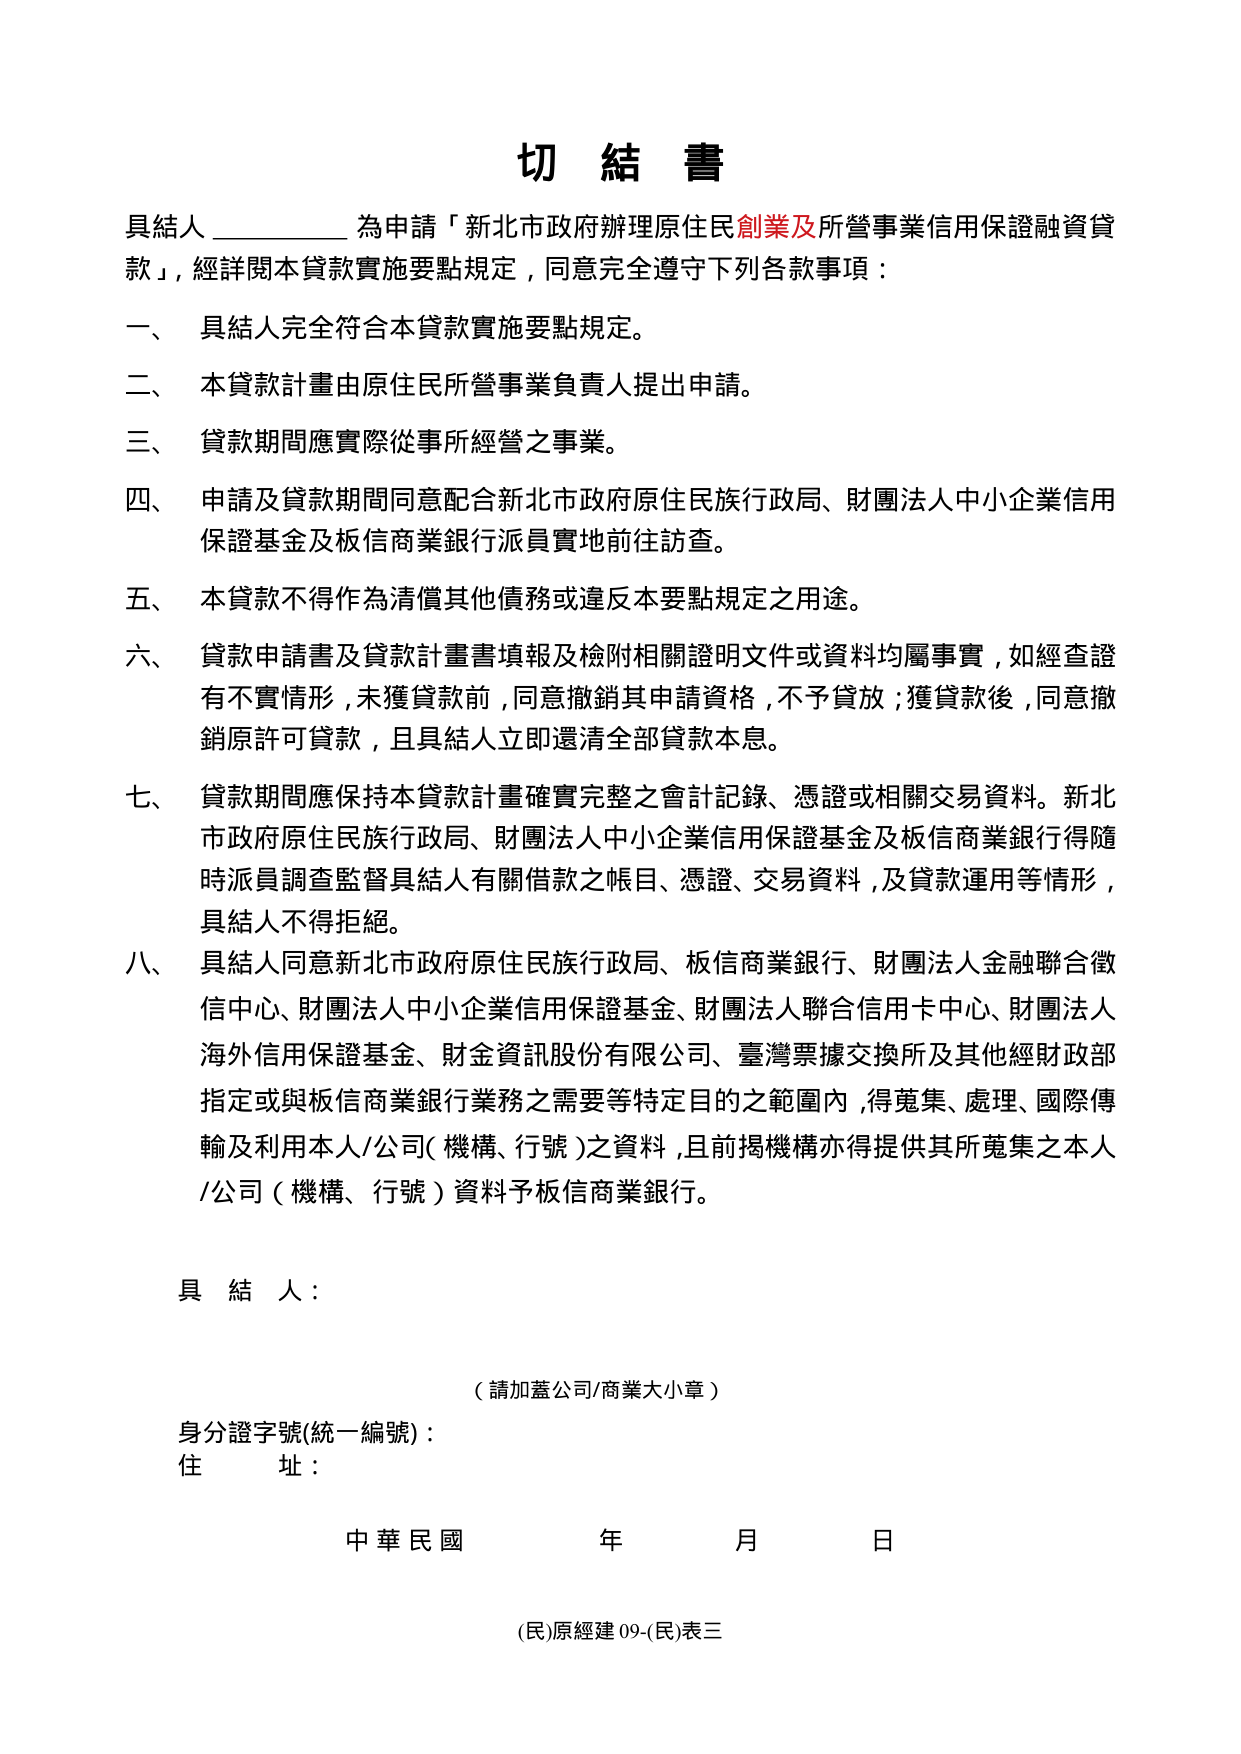 切 結 書
具結人 __________ 為申請「新北市政府辦理原住民創業及所營事業信用保證融資貸
款」，經詳閱本貸款實施要點規定，同意完全遵守下列各款事項：
一、 具結人完全符合本貸款實施要點規定。
二、 本貸款計畫由原住民所營事業負責人提出申請。
三、 貸款期間應實際從事所經營之事業。
四、 申請及貸款期間同意配合新北市政府原住民族行政局、財團法人中小企業信用
保證基金及板信商業銀行派員實地前往訪查。
五、 本貸款不得作為清償其他債務或違反本要點規定之用途。
六、 貸款申請書及貸款計畫書填報及檢附相關證明文件或資料均屬事實，如經查證
有不實情形，未獲貸款前，同意撤銷其申請資格，不予貸放；獲貸款後，同意撤
銷原許可貸款，且具結人立即還清全部貸款本息。
七、 貸款期間應保持本貸款計畫確實完整之會計記錄、憑證或相關交易資料。新北
市政府原住民族行政局、財團法人中小企業信用保證基金及板信商業銀行得隨
時派員調查監督具結人有關借款之帳目、憑證、交易資料，及貸款運用等情形，
具結人不得拒絕。
八、 具結人同意新北市政府原住民族行政局、板信商業銀行、財團法人金融聯合徵
信中心、財團法人中小企業信用保證基金、財團法人聯合信用卡中心、財團法人
海外信用保證基金、財金資訊股份有限公司、臺灣票據交換所及其他經財政部
指定或與板信商業銀行業務之需要等特定目的之範圍內，得蒐集、處理、國際傳
輸及利用本人/公司（機構、行號）之資料，且前揭機構亦得提供其所蒐集之本人
/公司（機構、行號）資料予板信商業銀行。
具 結 人：
（請加蓋公司/商業大小章）
身分證字號(統一編號)：
住 址：
中 華 民 國 年 月 日
(民)原經建 09-(民)表三